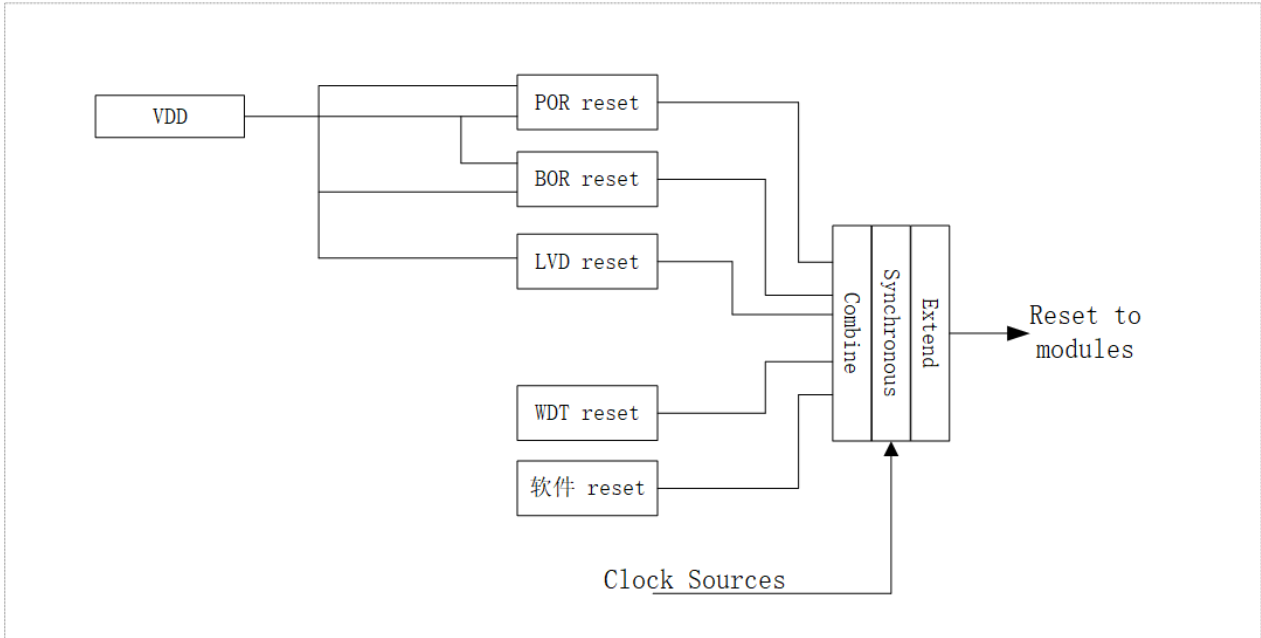 VDD
POR reset
BOR reset
LVD reset
WDT reset
软件 reset
Combine
Synchronous
Extend
Reset to
modules
Clock Sources